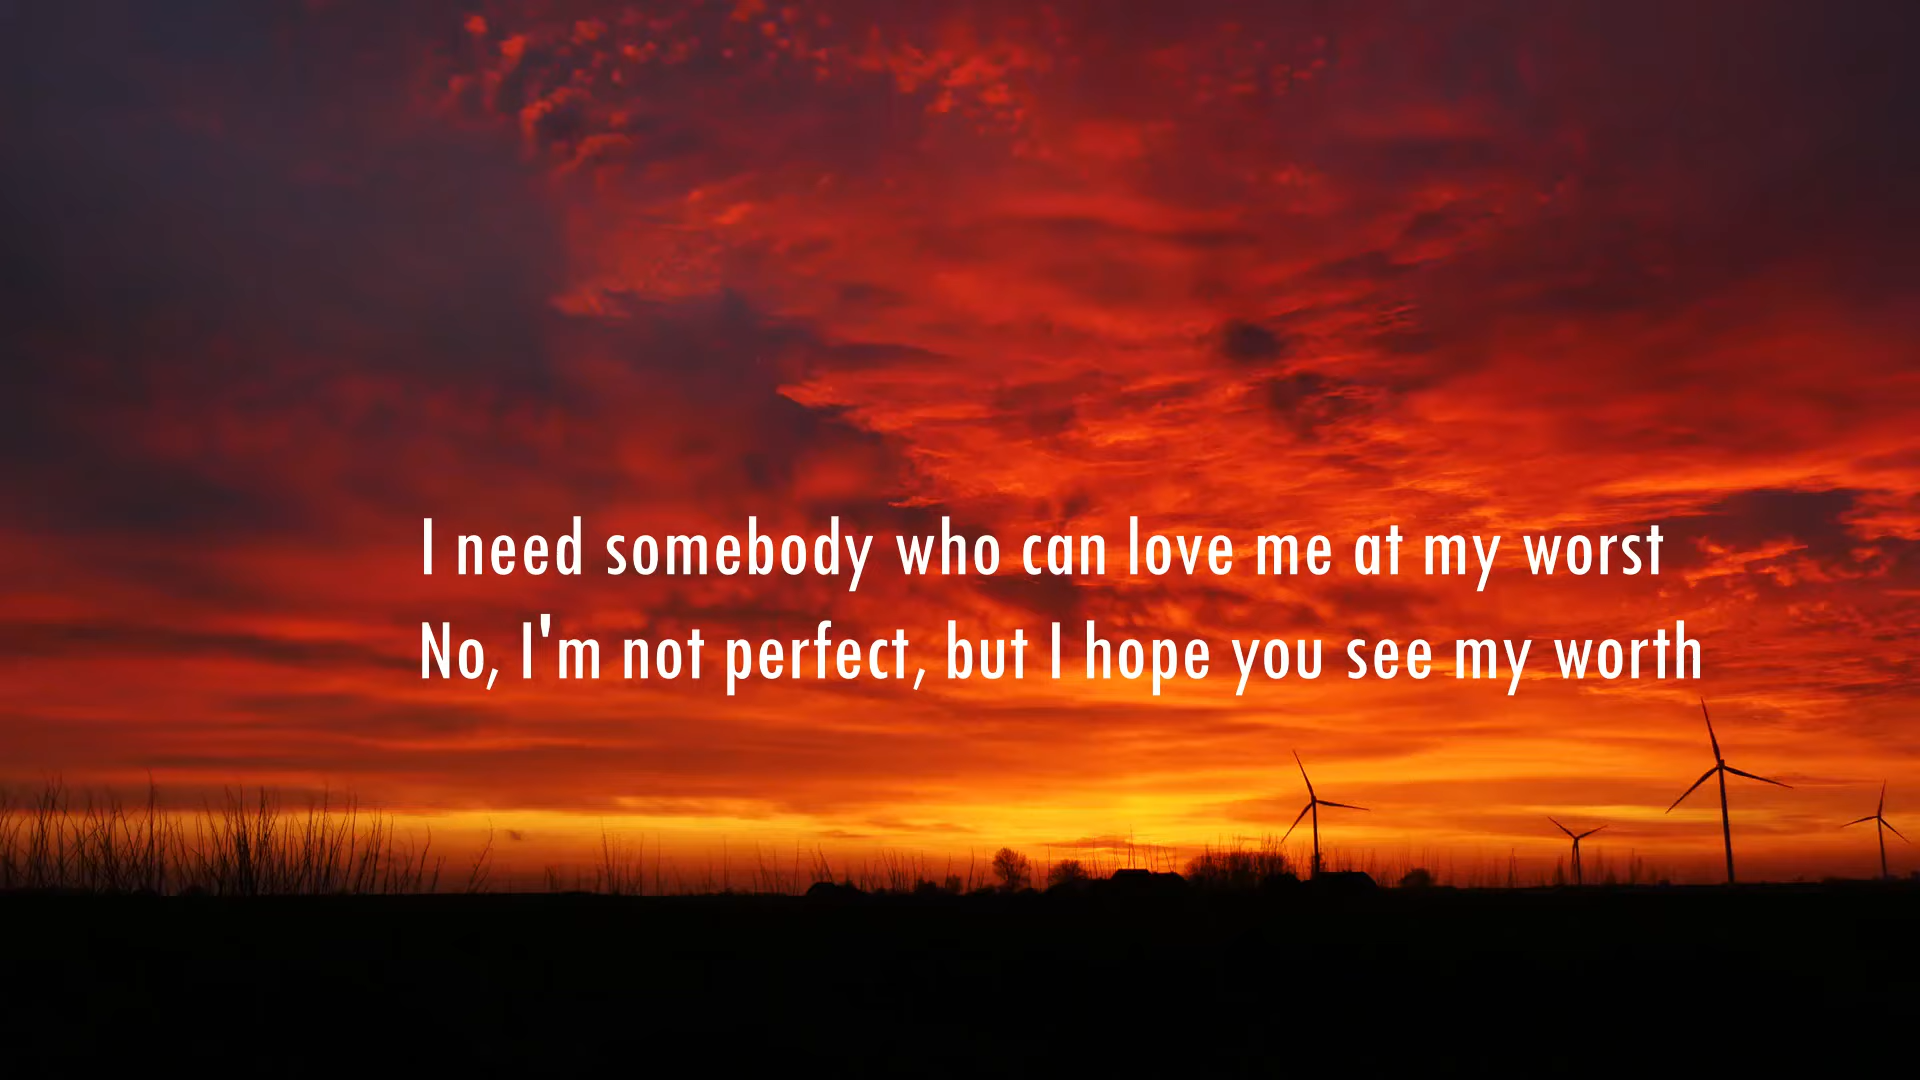 I need somebody who can love me at my worst
No, I'm not perfect, but I hope you see my worth